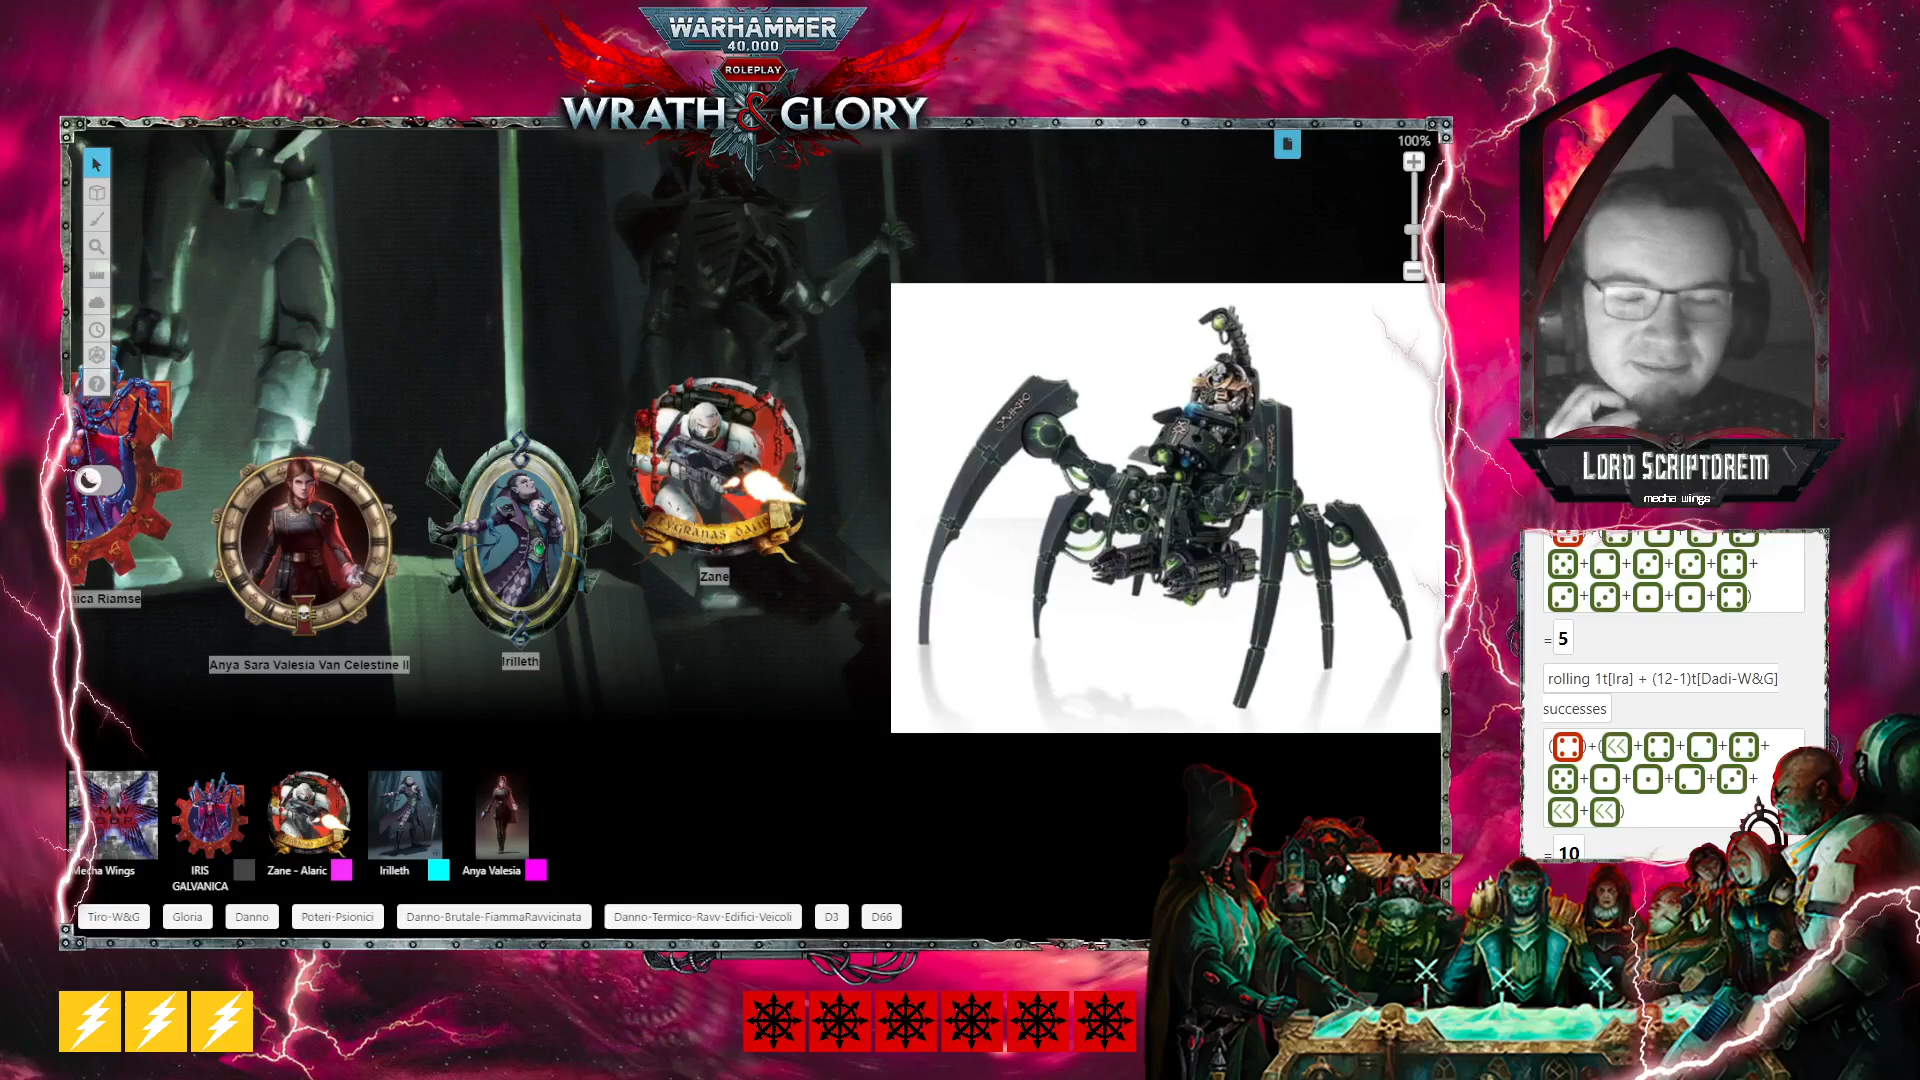 WARHAMMER
40,000
ROLEPLAY
WRATH & GLORY
100%
Zane
Anya Sara Valesia Van Celestine II
Irilleth
nica Riamse
LORD SCRIPTOREM
mecha wings
= 5
rolling 1t[Ira] + (12-1)t[Dadi-W&G]
successes
= 10
Mecha Wings
IRIS
GALVANICA
Zane - Alaric
Irilleth
Anya Valesia
Tiro-W&G
Gloria
Danno
Poteri-Psionici
Danno-Brutale-FiammaRavvicinata
Danno-Termico-Ravv-Edifici-Veicoli
D3
D66